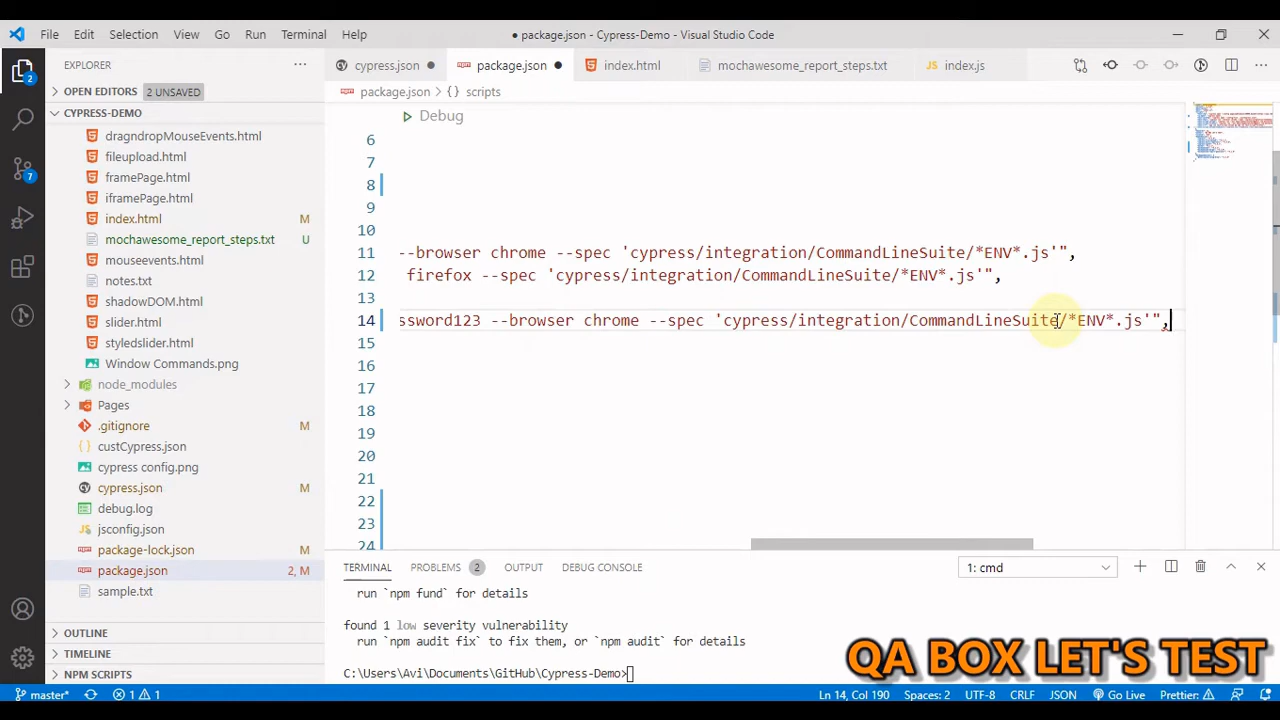 File Edit Selection View Go Run Terminal Help
● package.json - Cypress-Demo - Visual Studio Code
EXPLORER
OPEN EDITORS 2 UNSAVED
CYPRESS-DEMO
dragndropMouseEvents.html
fileupload.html
framePage.html
iframePage.html
index.html M
mochawesome_report_steps.txt U
mouseevents.html
notes.txt
shadowDOM.html
slider.html
styledslider.html
Window Commands.png
node_modules
Pages
.gitignore
custCypress.json
cypress config.png
cypress.json M
debug.log
jsconfig.json
package-lock.json M
package.json 2, M
sample.txt
OUTLINE
TIMELINE
NPM SCRIPTS
2
7
cypress.json
package.json
index.html
mochawesome_report_steps.txt
index.js
package.json > {} scripts
Debug
6
7
8
9
10
11 --browser chrome --spec 'cypress/integration/CommandLineSuite/*ENV*.js'",
12 firefox --spec 'cypress/integration/CommandLineSuite/*ENV*.js'",
13
14 ssword123 --browser chrome --spec 'cypress/integration/CommandLineSuite/*ENV*.js'",
15
16
17
18
19
20
21
22
23
24
TERMINAL PROBLEMS 2 OUTPUT DEBUG CONSOLE
1: cmd
run `npm fund` for details
found 1 low severity vulnerability
run `npm audit fix` to fix them, or `npm audit` for details
C:\Users\Avi\Documents\GitHub\Cypress-Demo>
QA BOX LET'S TEST
master* 1 1
Ln 14, Col 190 Spaces: 2 UTF-8 CRLF JSON Go Live Prettier: